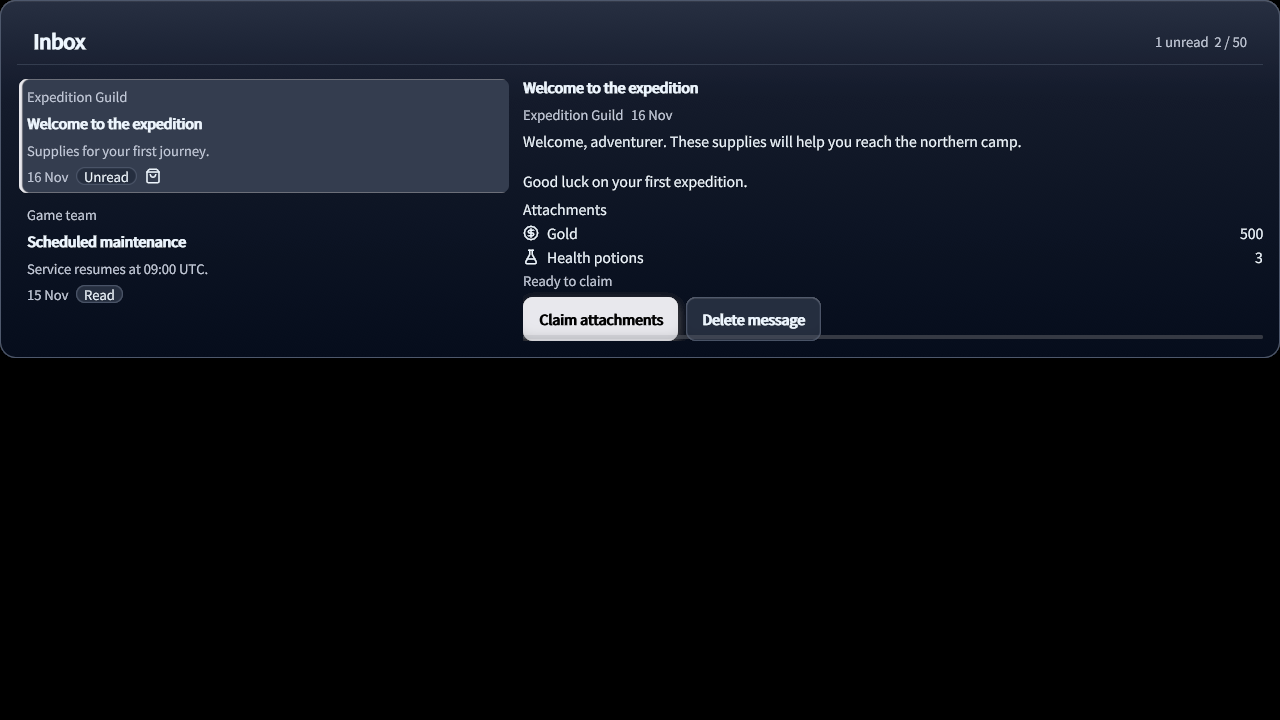 Inbox
1 unread 2 / 50
Expedition Guild
Welcome to the expedition
Supplies for your first journey.
16 Nov Unread
Game team
Scheduled maintenance
Service resumes at 09:00 UTC.
15 Nov Read
Welcome to the expedition
Expedition Guild 16 Nov
Welcome, adventurer. These supplies will help you reach the northern camp.
Good luck on your first expedition.
Attachments
Gold 500
Health potions 3
Ready to claim
Claim attachments Delete message